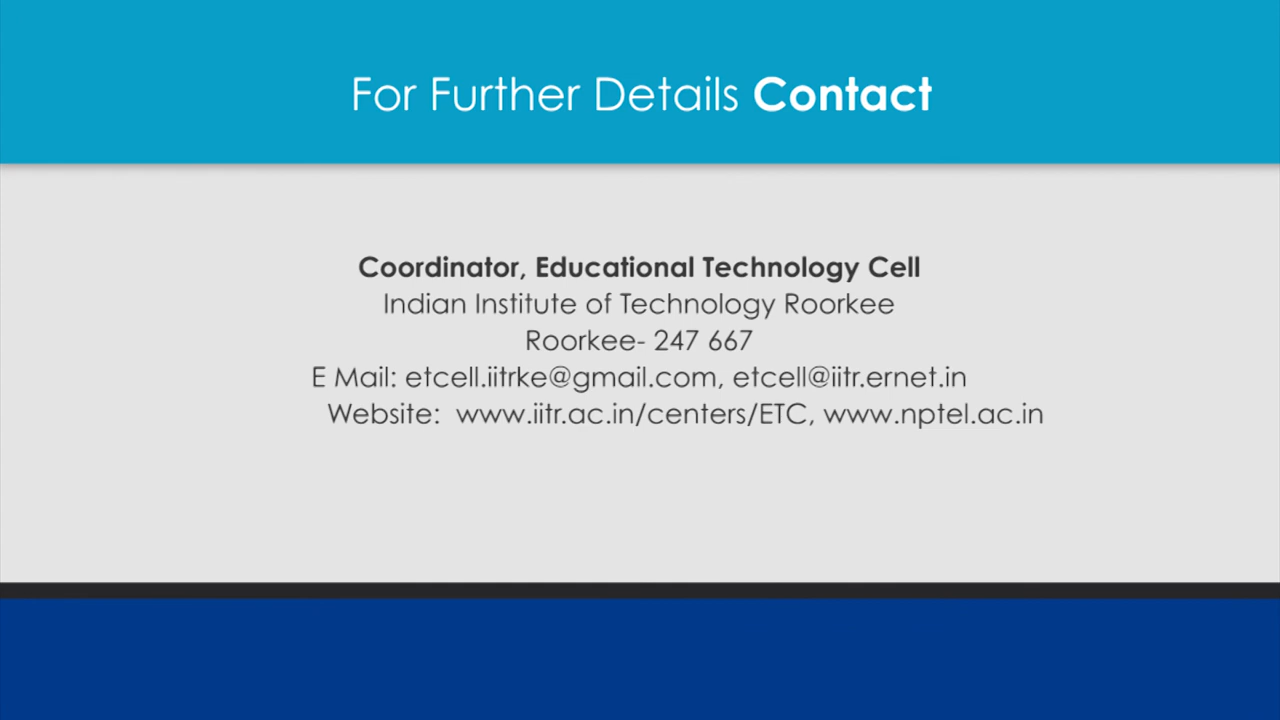 For Further Details Contact
Coordinator, Educational Technology Cell
Indian Institute of Technology Roorkee
Roorkee- 247 667
E Mail: etcell.iitrke@gmail.com, etcell@iitr.ernet.in
Website: www.iitr.ac.in/centers/ETC, www.nptel.ac.in